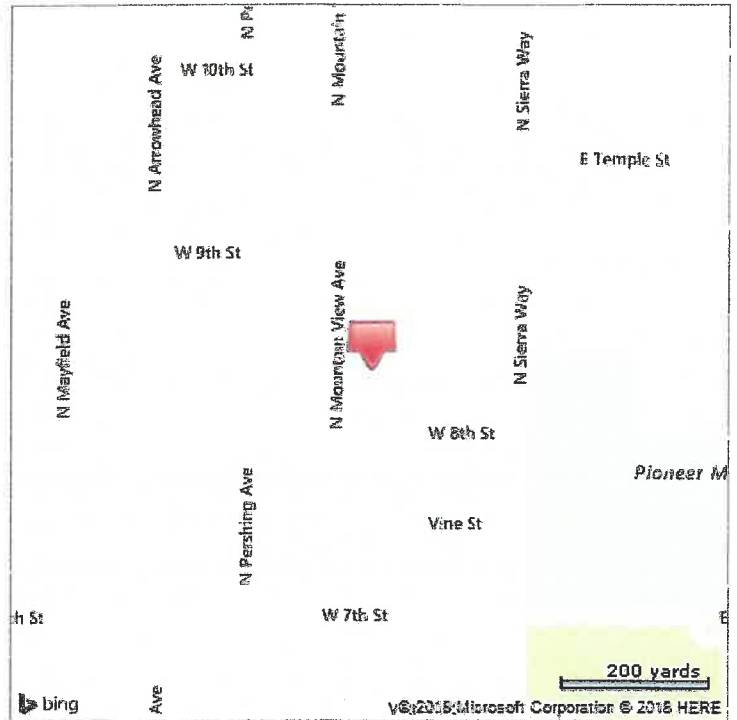 N Pe
N Mountain
N Sierra Way
N Arrowhead Ave
W 10th St
E Temple St
W 9th St
N Mountain View Ave
N Sierra Way
N Mayfield Ave
W 8th St
Pioneer M
N Pershing Ave
Vine St
h St
W 7th St
E
200 yards
bing
Ave
Microsoft Corporation © 2018 HERE